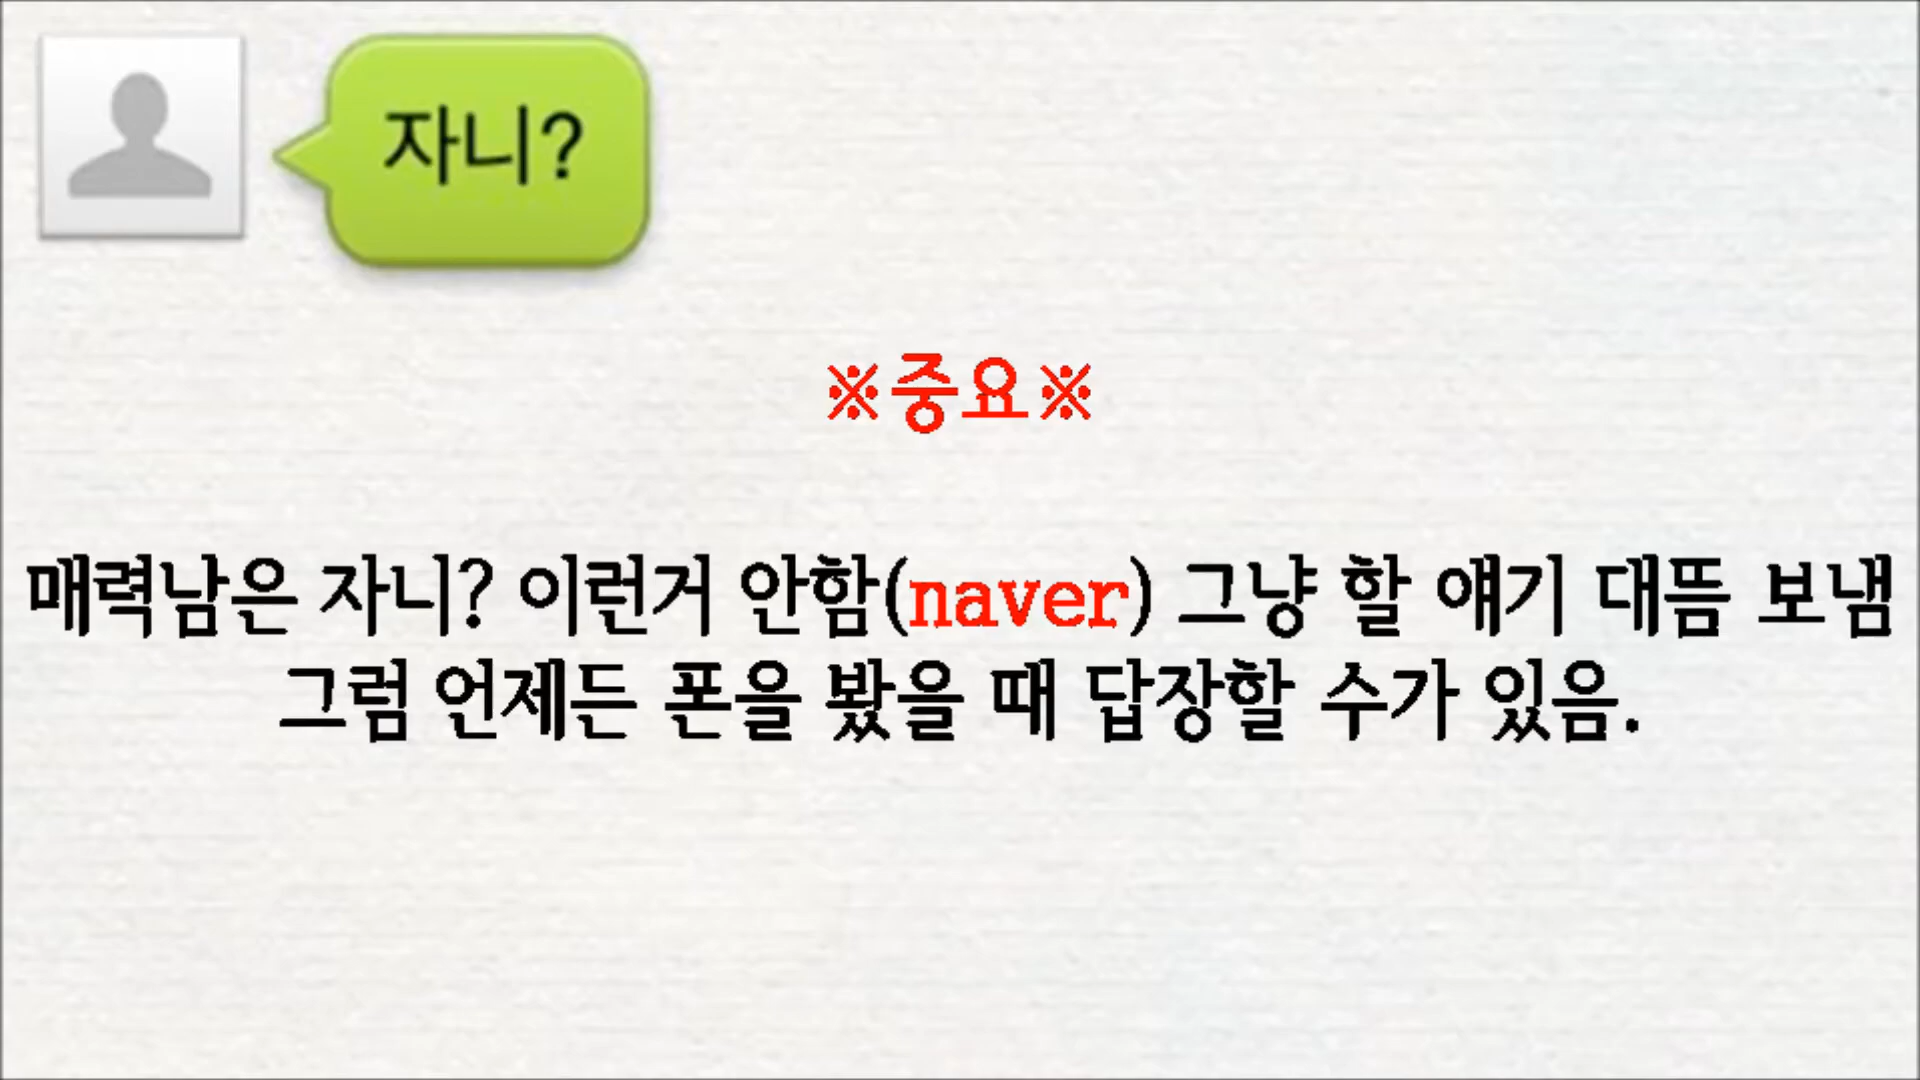 자니?
※중요※
매력남은 자니? 이런거 안함(naver) 그냥 할 얘기 대뜸 보냄
그럼 언제든 폰을 봤을 때 답장할 수가 있음.